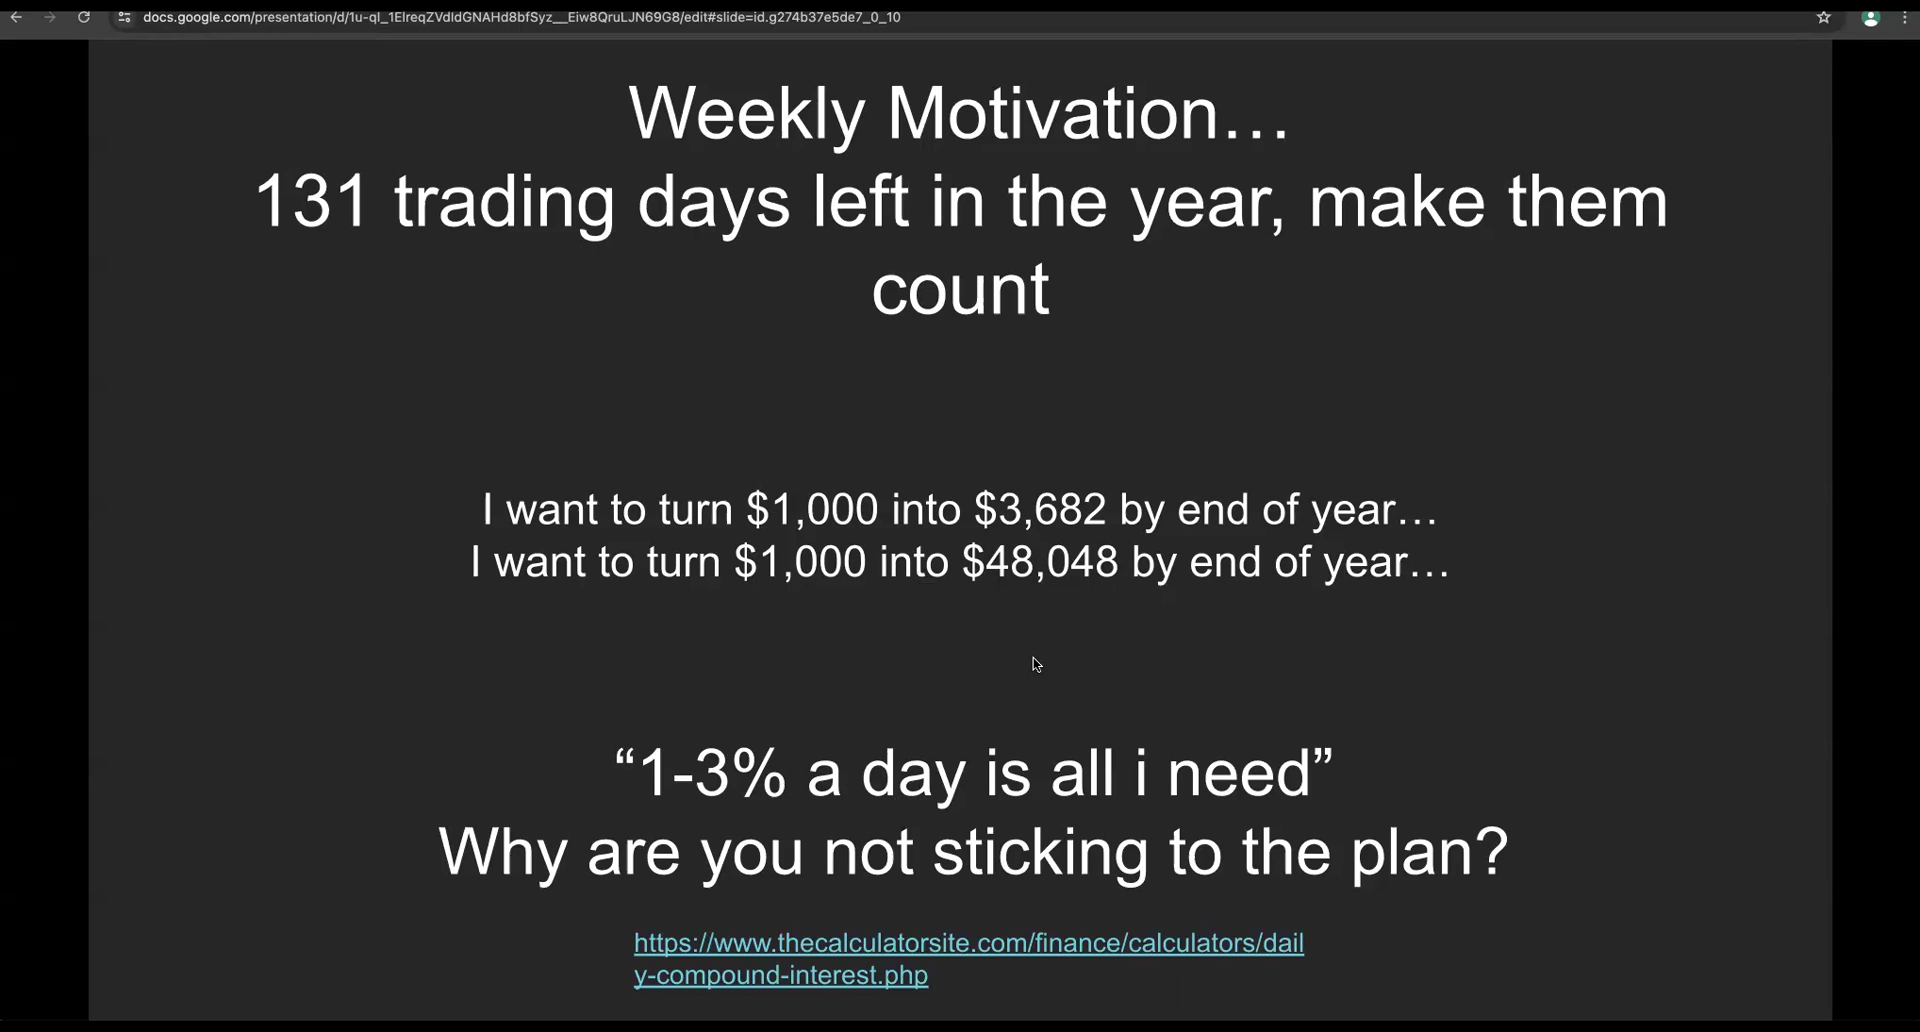 docs.google.com/presentation/d/1u-qI_1ElreqZVdIdGNAHd8bfSyz__Eiw8QruLJN69G8/edit#slide=id.g274b37e5de7_0_10
Weekly Motivation…
131 trading days left in the year, make them
count
I want to turn $1,000 into $3,682 by end of year…
I want to turn $1,000 into $48,048 by end of year…
“1-3% a day is all i need”
Why are you not sticking to the plan?
https://www.thecalculatorsite.com/finance/calculators/dail
y-compound-interest.php